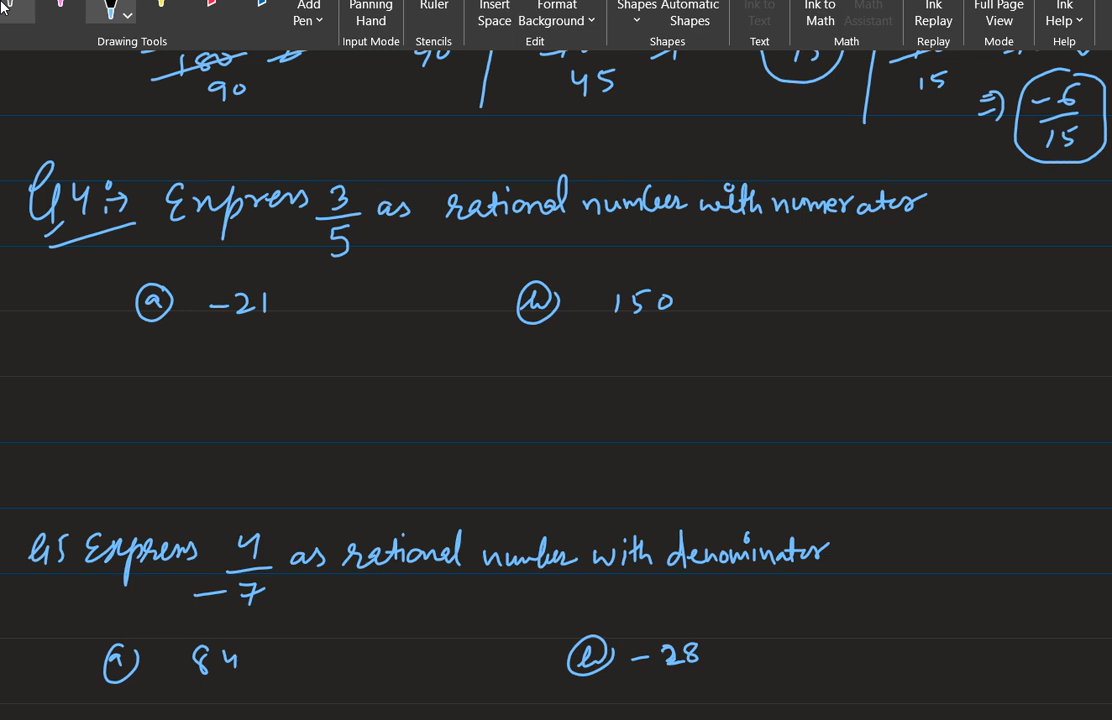 Add Panning Ruler Insert Format Shapes Automatic Ink to Ink to Math Ink Full Page Ink
Pen Hand Space Background Shapes Text Math Assistant Replay View Help
Drawing Tools Input Mode Stencils Edit Shapes Text Math Replay Mode Help
180
90 45 15 ⇒ -6/15
Q4:→ Express 3/5 as rational number with numerator
(a) -21 (b) 150
Q5 Express 4/-7 as rational number with denominator
(a) 84 (b) -28